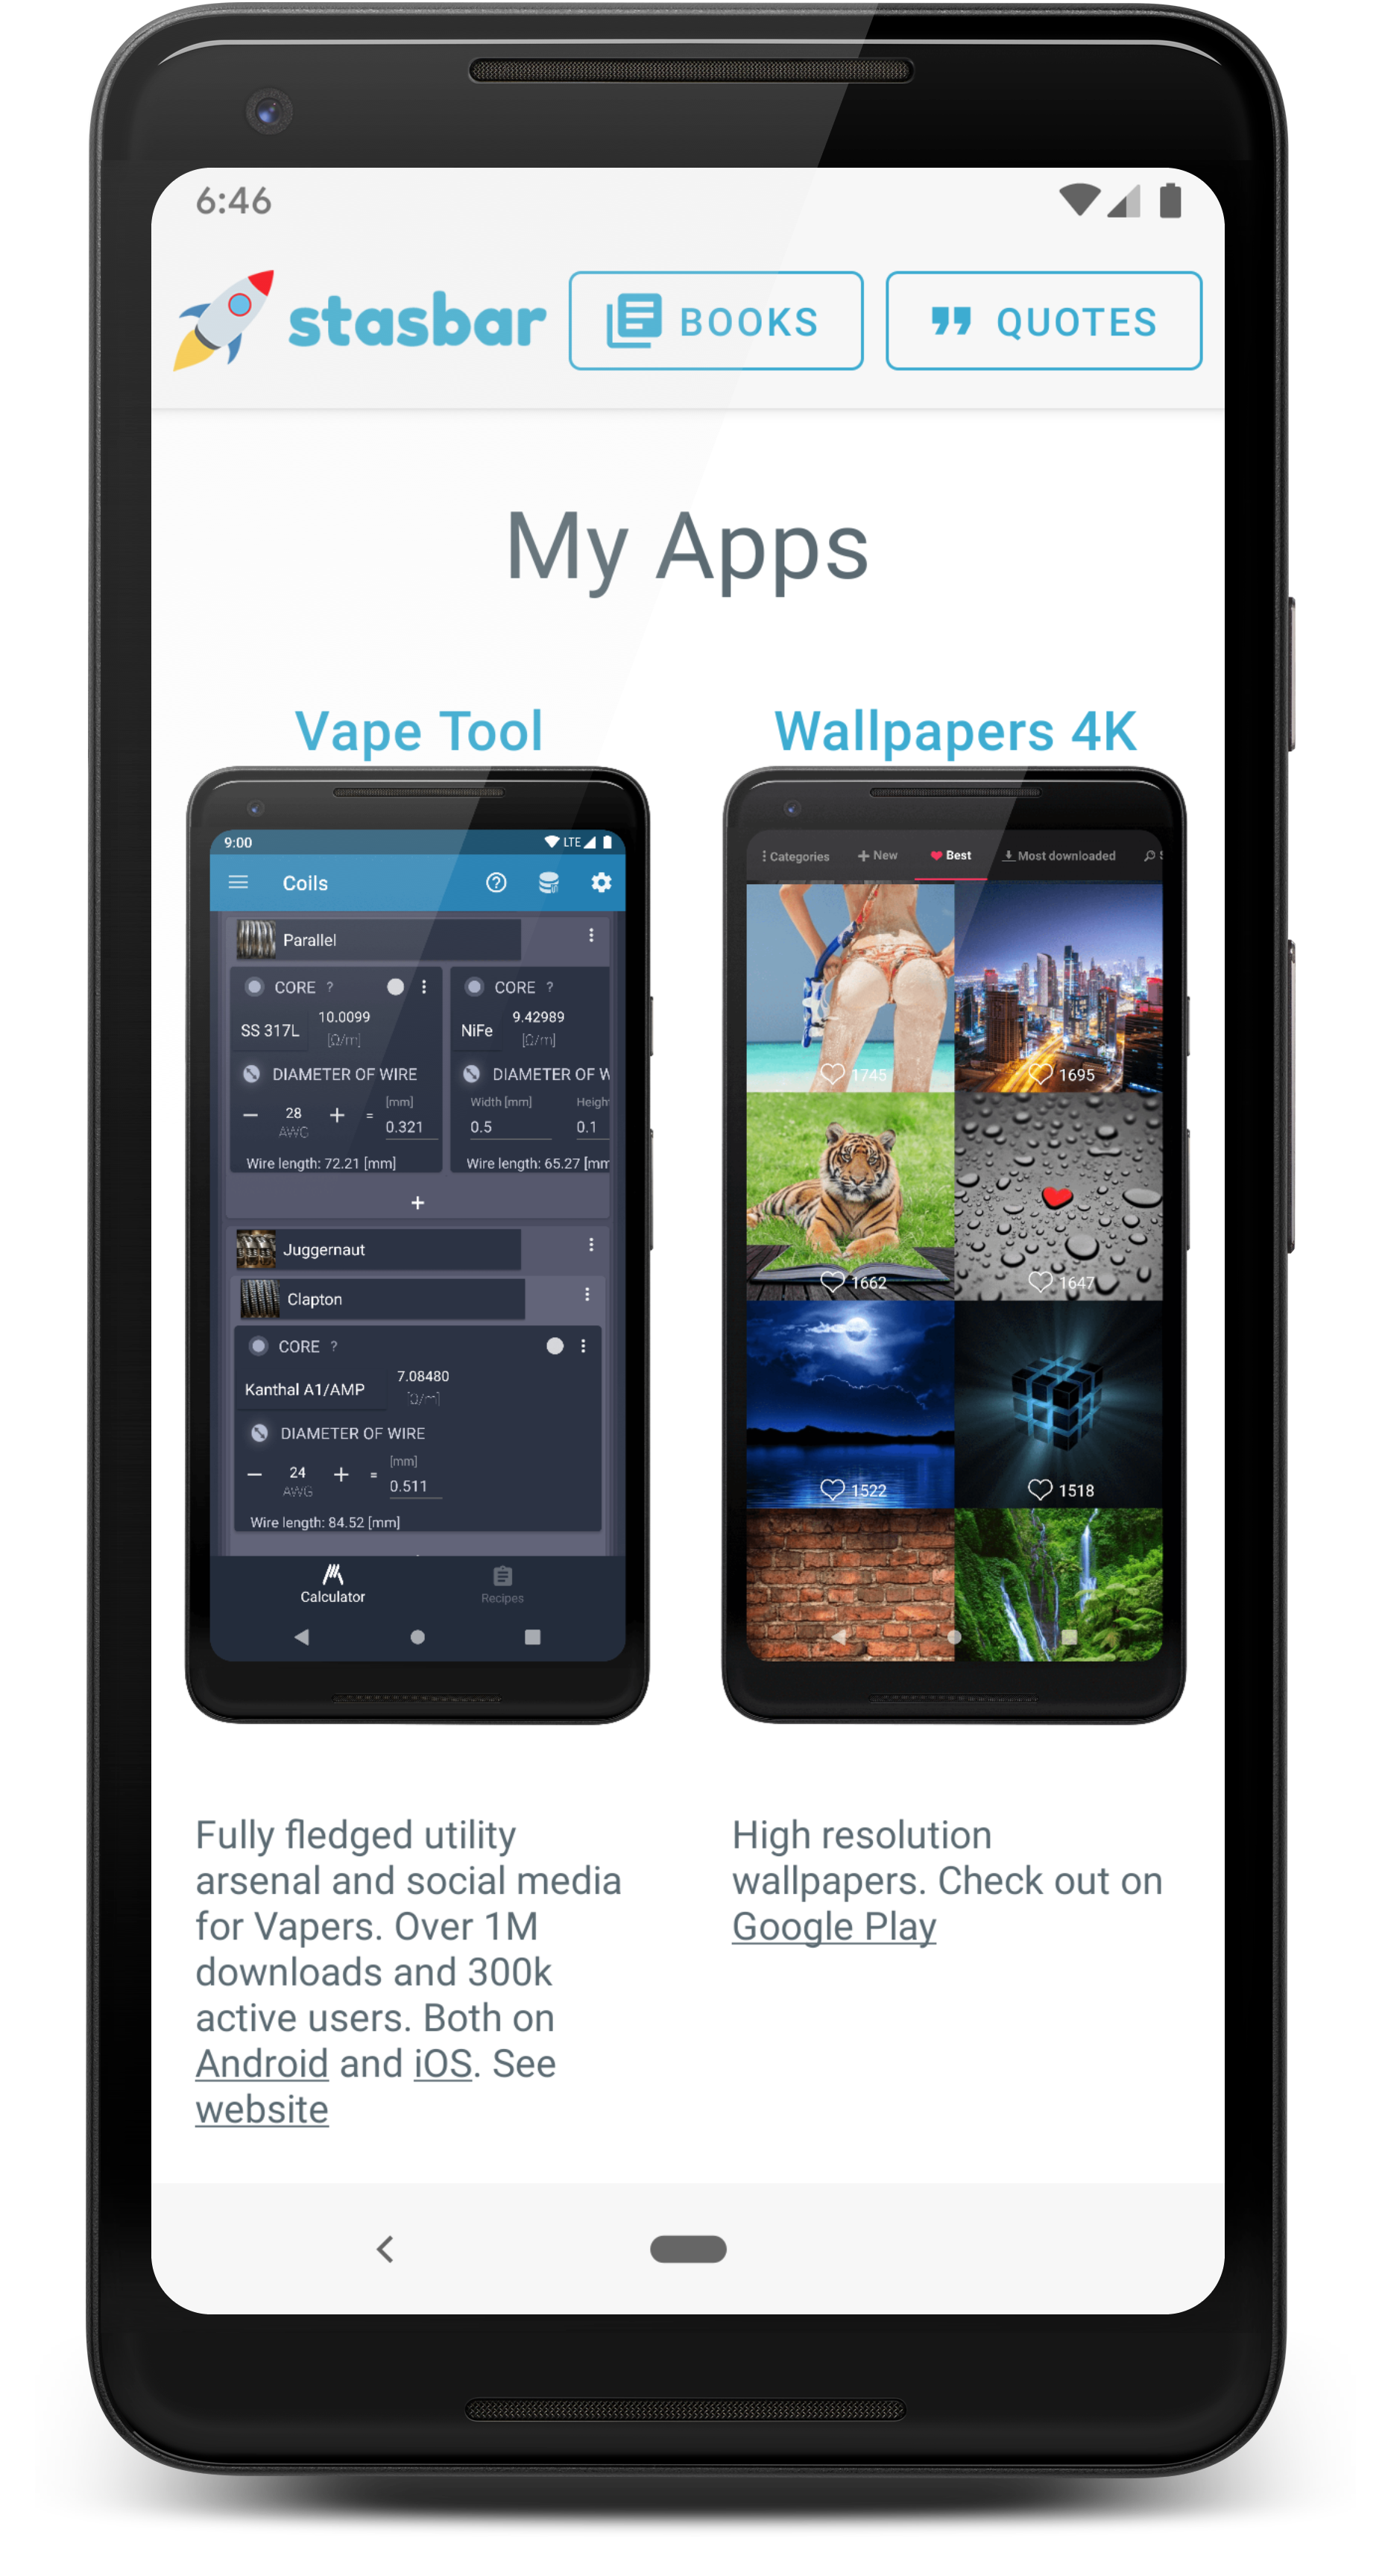 6:46
stasbar
BOOKS
QUOTES
My Apps
Vape Tool
Wallpapers 4K
9:00
LTE
Coils
Parallel
CORE ?
SS 317L
10.0099
[Ω/m]
DIAMETER OF WIRE
28
AWG
=
[mm]
0.321
Wire length: 72.21 [mm]
CORE ?
NiFe
9.42989
[Ω/m]
DIAMETER OF W
Width [mm]
Heigh
0.5
0.1
Wire length: 65.27 [mm
+
Juggernaut
Clapton
CORE ?
Kanthal A1/AMP
7.08480
[Ω/m]
DIAMETER OF WIRE
24
AWG
=
[mm]
0.511
Wire length: 84.52 [mm]
Calculator
Recipes
Categories
New
Best
Most downloaded
S
1745
1695
1662
1647
1522
1518
Fully fledged utility
arsenal and social media
for Vapers. Over 1M
downloads and 300k
active users. Both on
Android and iOS. See
website
High resolution
wallpapers. Check out on
Google Play